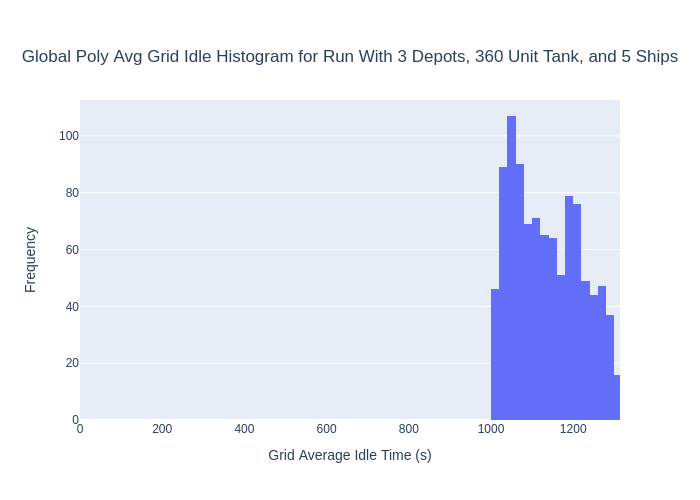 Global Poly Avg Grid Idle Histogram for Run With 3 Depots, 360 Unit Tank, and 5 Ships
100
80
60
40
20
0
Frequency
0 200 400 600 800 1000 1200
Grid Average Idle Time (s)